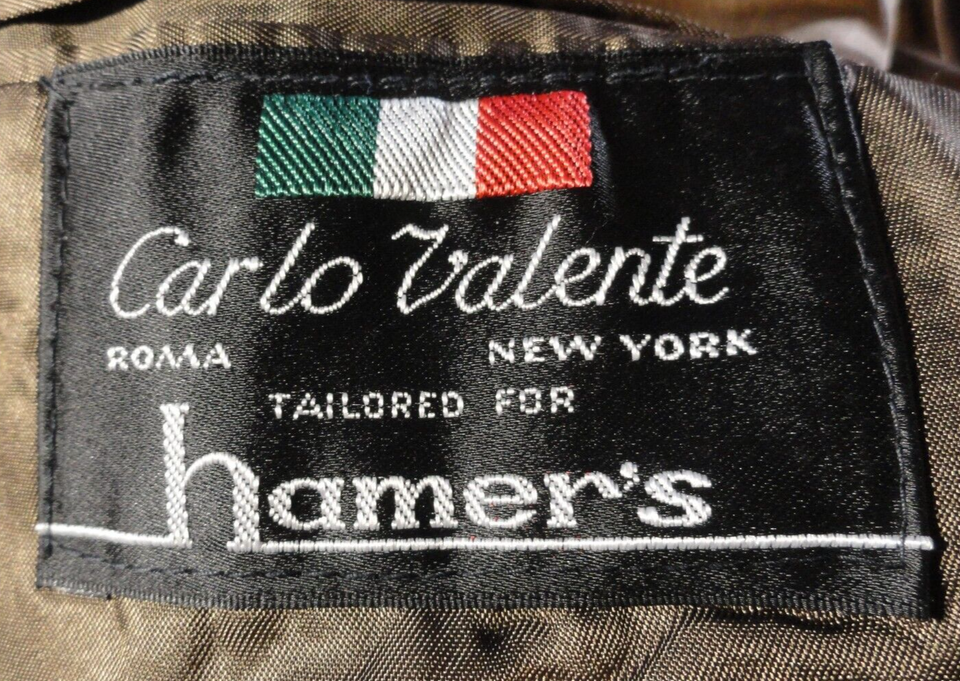 Carlo Valente
ROMA NEW YORK
TAILORED FOR
hamer's